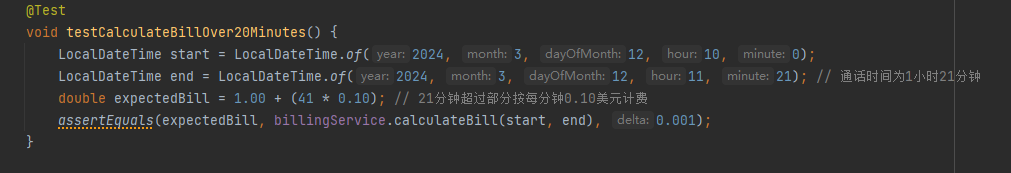 @Test
void testCalculateBillOver20Minutes() {
LocalDateTime start = LocalDateTime.of( year: 2024, month: 3, dayOfMonth: 12, hour: 10, minute: 0);
LocalDateTime end = LocalDateTime.of( year: 2024, month: 3, dayOfMonth: 12, hour: 11, minute: 21); // 通话时间为1小时21分钟
double expectedBill = 1.00 + (41 * 0.10); // 21分钟超过部分按每分钟0.10美元计费
assertEquals(expectedBill, billingService.calculateBill(start, end), delta: 0.001);
}